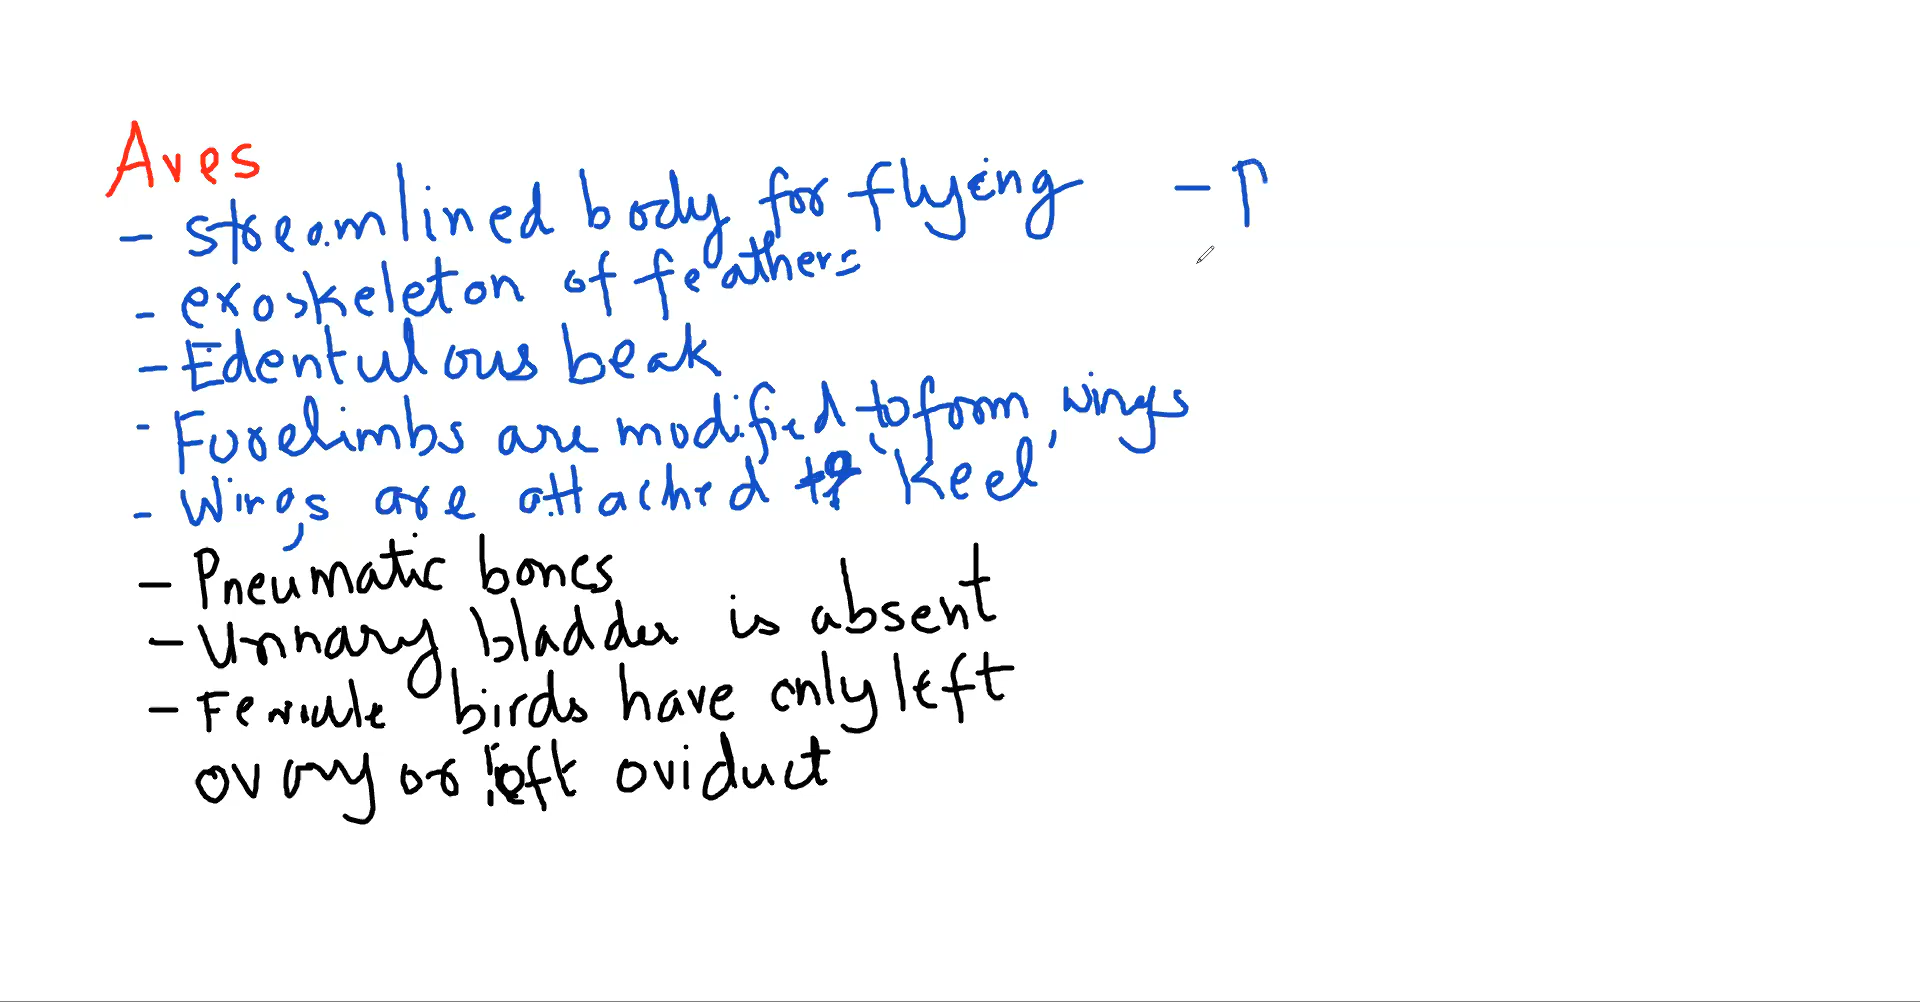 Aves
- streamlined body for flying
- exoskeleton of feathers
- Edentulous beak
- Forelimbs are modified to form wings
- Wings are attached to 'Keel'
- Pneumatic bones
- Urinary bladder is absent
- Female birds have only left
ovary or left oviduct
-